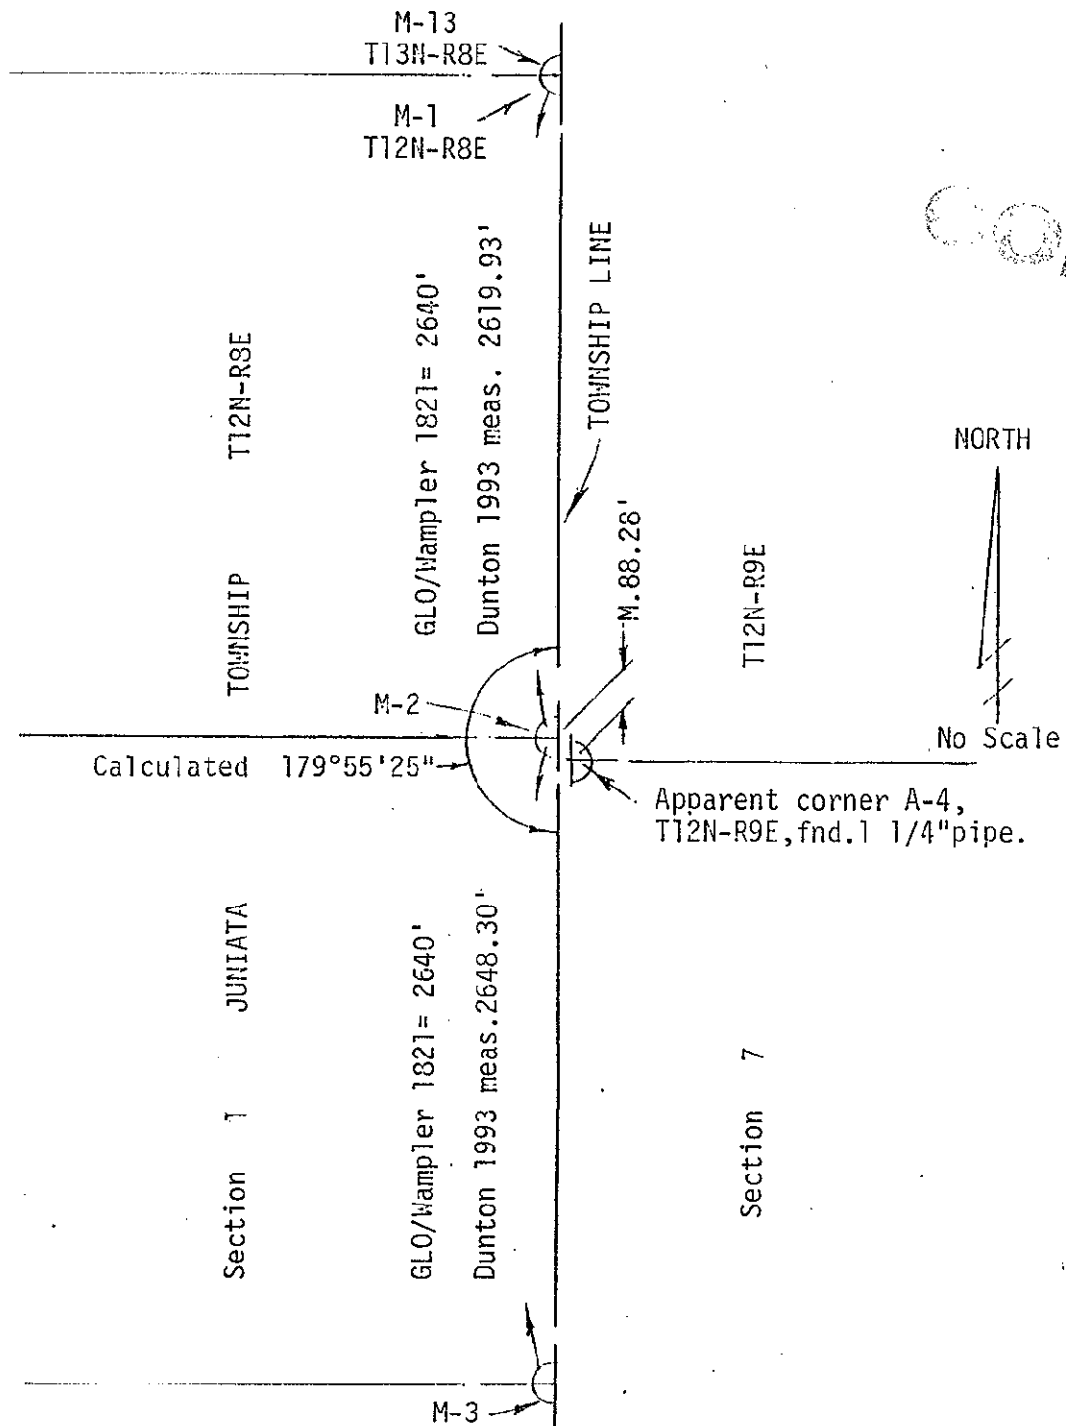 M-13
T13N-R8E
M-1
T12N-R8E
TOWNSHIP T12N-R8E
GLO/Wampler 1821= 2640'
Dunton 1993 meas. 2619.93'
TOWNSHIP LINE
M.88.28'
T12N-R9E
NORTH
No Scale
M-2
Calculated 179°55'25"
Apparent corner A-4,
T12N-R9E,fnd.1 1/4"pipe.
Section 1 JUNIATA
GLO/Wampler 1821= 2640'
Dunton 1993 meas.2648.30'
Section 7
M-3